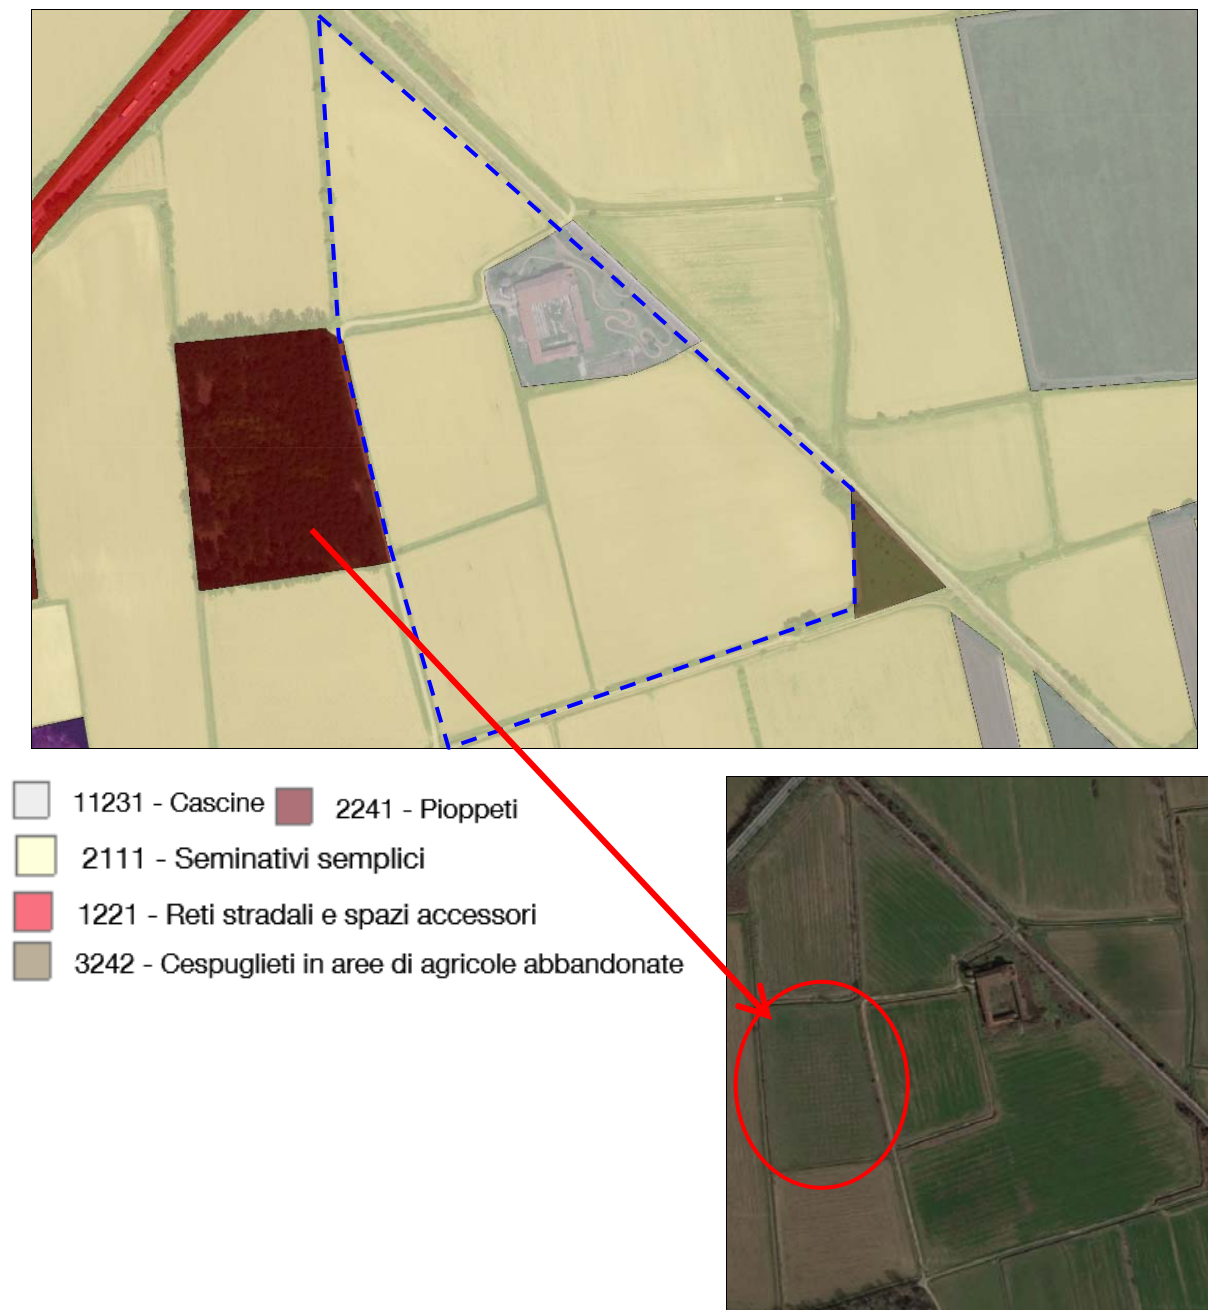 11231 - Cascine
2241 - Pioppeti
2111 - Seminativi semplici
1221 - Reti stradali e spazi accessori
3242 - Cespuglieti in aree di agricole abbandonate